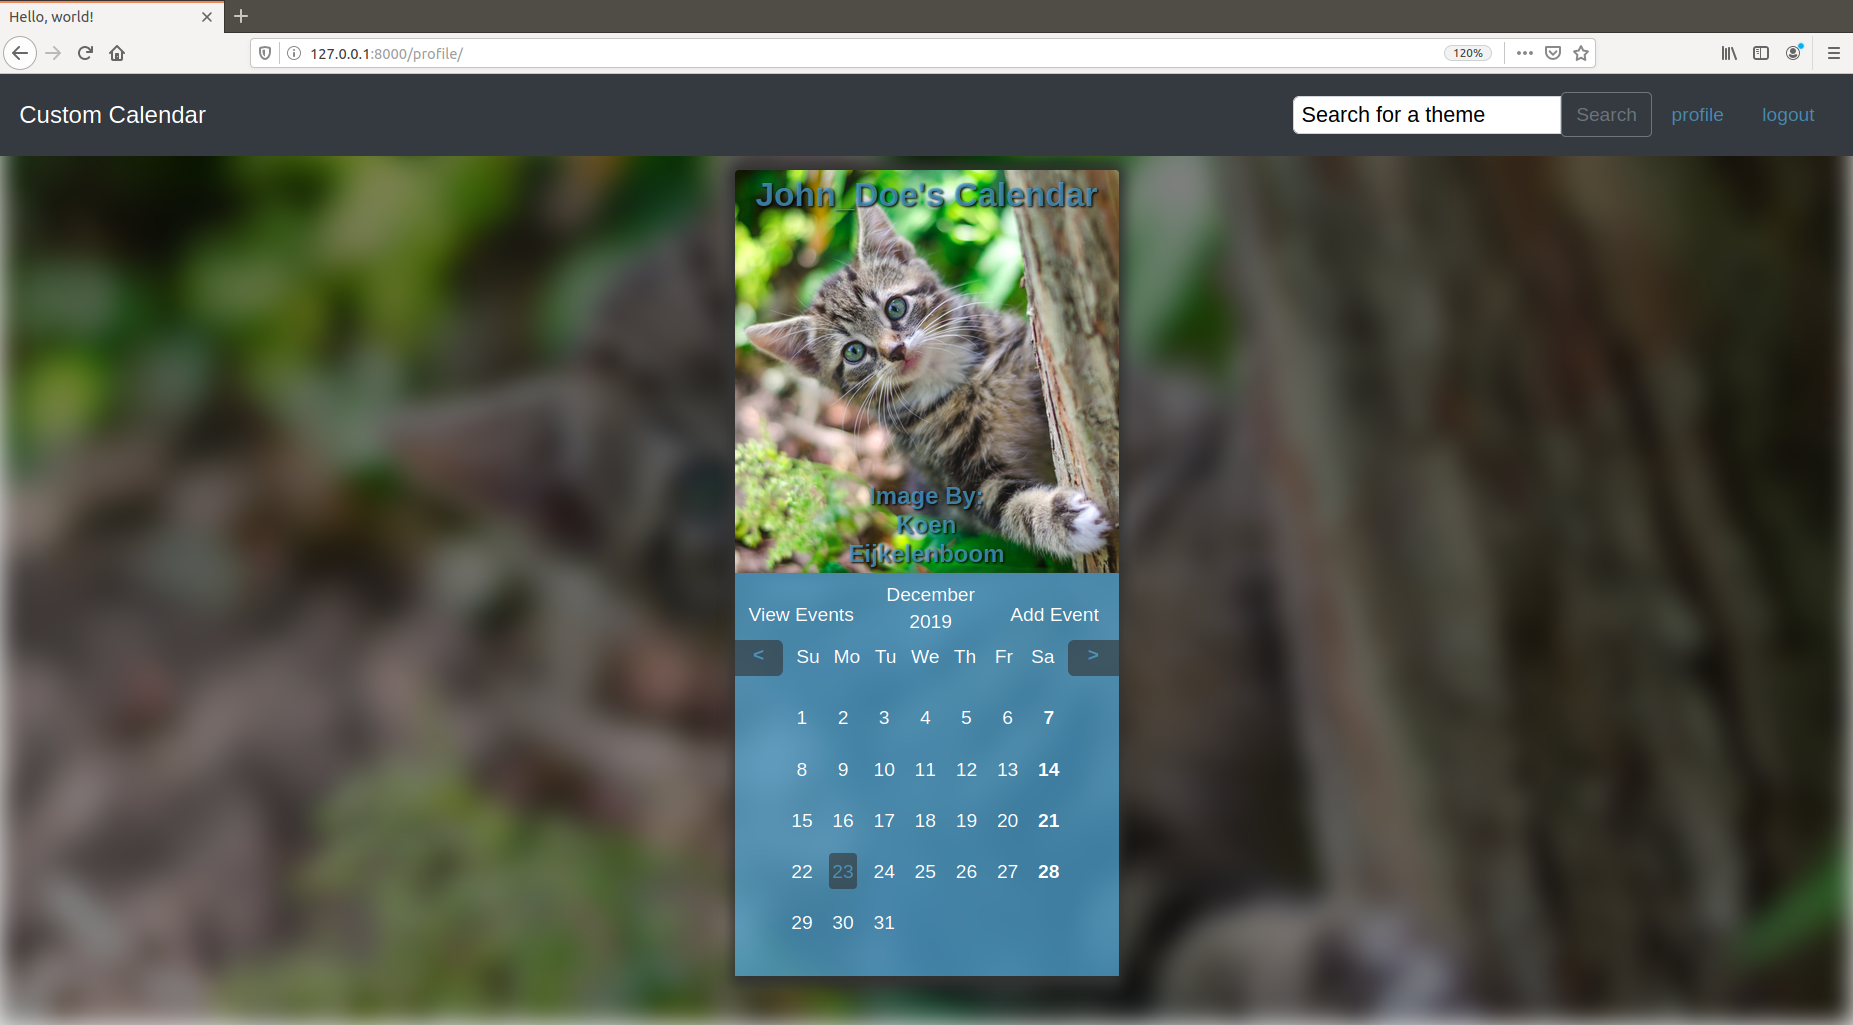 Hello, world!
127.0.0.1:8000/profile/
120%
Custom Calendar
Search for a theme
Search
profile
logout
John_Doe's Calendar
Image By:
Koen
Eijkelenboom
View Events
December
2019
Add Event
< Su Mo Tu We Th Fr Sa >
1 2 3 4 5 6 7
8 9 10 11 12 13 14
15 16 17 18 19 20 21
22 23 24 25 26 27 28
29 30 31